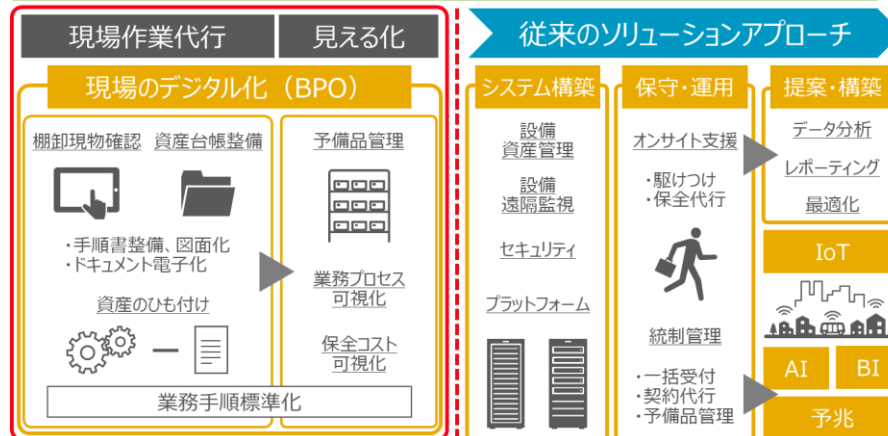 現場作業代行
見える化
現場のデジタル化（BPO）
棚卸現物確認
資産台帳整備
・手順書整備、図面化
・ドキュメント電子化
資産のひも付け
予備品管理
業務プロセス
可視化
保全コスト
可視化
業務手順標準化
従来のソリューションアプローチ
システム構築
設備
資産管理
設備
遠隔監視
セキュリティ
プラットフォーム
保守・運用
オンサイト支援
・駆けつけ
・保全代行
統制管理
・一括受付
・契約代行
・予備品管理
提案・構築
データ分析
レポーティング
最適化
IoT
AI
BI
予兆